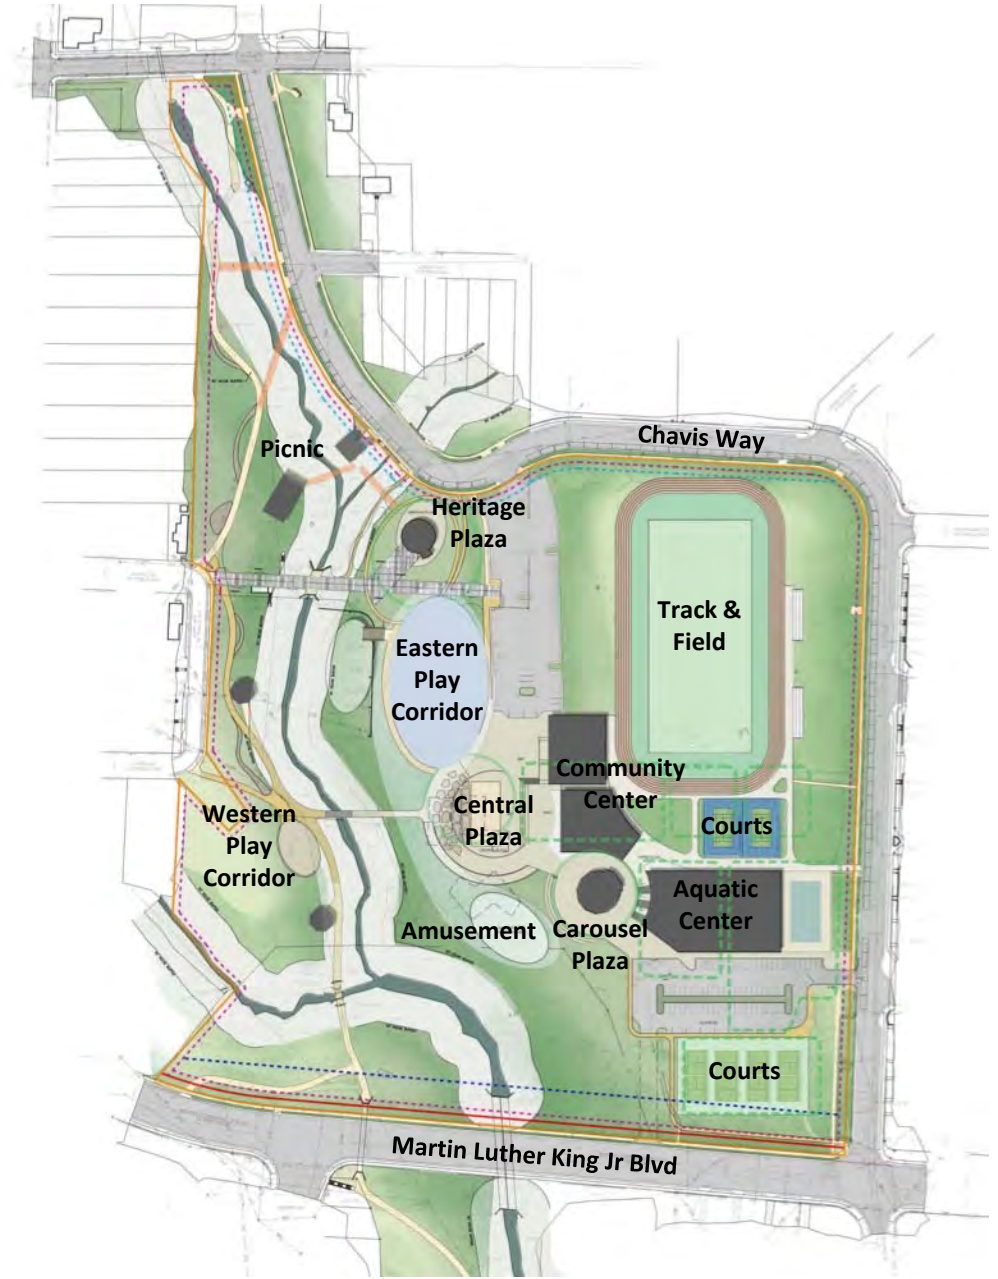 Chavis Way
Picnic
Heritage
Plaza
Track &
Field
Eastern
Play
Corridor
Community
Center
Central
Plaza
Western
Play
Corridor
Courts
Aquatic
Center
Amusement
Carousel
Plaza
Courts
Martin Luther King Jr Blvd